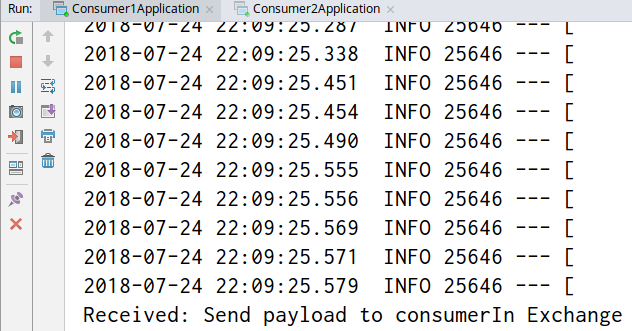 Run: Consumer1Application × Consumer2Application ×
2018-07-24 22:09:25.287 INFO 25646 --- [
2018-07-24 22:09:25.338 INFO 25646 --- [
2018-07-24 22:09:25.451 INFO 25646 --- [
2018-07-24 22:09:25.454 INFO 25646 --- [
2018-07-24 22:09:25.490 INFO 25646 --- [
2018-07-24 22:09:25.555 INFO 25646 --- [
2018-07-24 22:09:25.556 INFO 25646 --- [
2018-07-24 22:09:25.569 INFO 25646 --- [
2018-07-24 22:09:25.571 INFO 25646 --- [
2018-07-24 22:09:25.579 INFO 25646 --- [
Received: Send payload to consumerIn Exchange